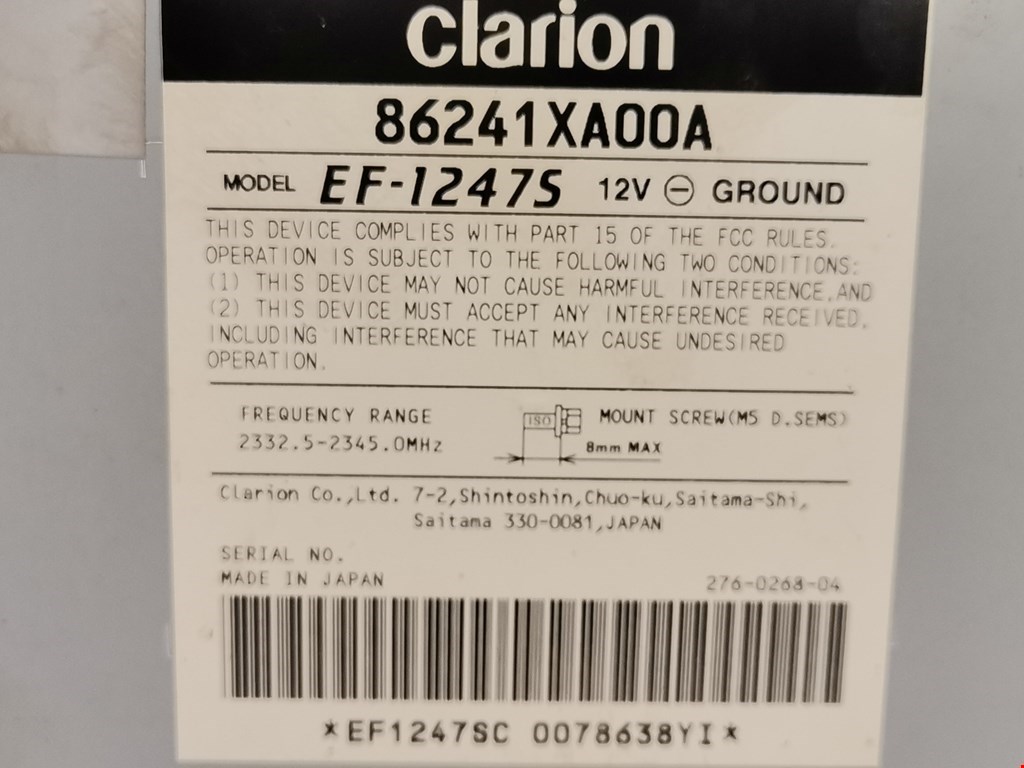 clarion
86241XA00A
MODEL EF-1247S 12V ⊖ GROUND
THIS DEVICE COMPLIES WITH PART 15 OF THE FCC RULES.
OPERATION IS SUBJECT TO THE FOLLOWING TWO CONDITIONS:
(1) THIS DEVICE MAY NOT CAUSE HARMFUL INTERFERENCE,AND
(2) THIS DEVICE MUST ACCEPT ANY INTERFERENCE RECEIVED,
INCLUDING INTERFERENCE THAT MAY CAUSE UNDESIRED
OPERATION.
FREQUENCY RANGE
2332.5-2345.0MHz
ISO MOUNT SCREW(M5 D.SEMS)
8mm MAX
Clarion Co.,Ltd. 7-2,Shintoshin,Chuo-ku,Saitama-Shi,
Saitama 330-0081,JAPAN
SERIAL NO.
MADE IN JAPAN 276-0268-04
*EF1247SC 0078638YI*